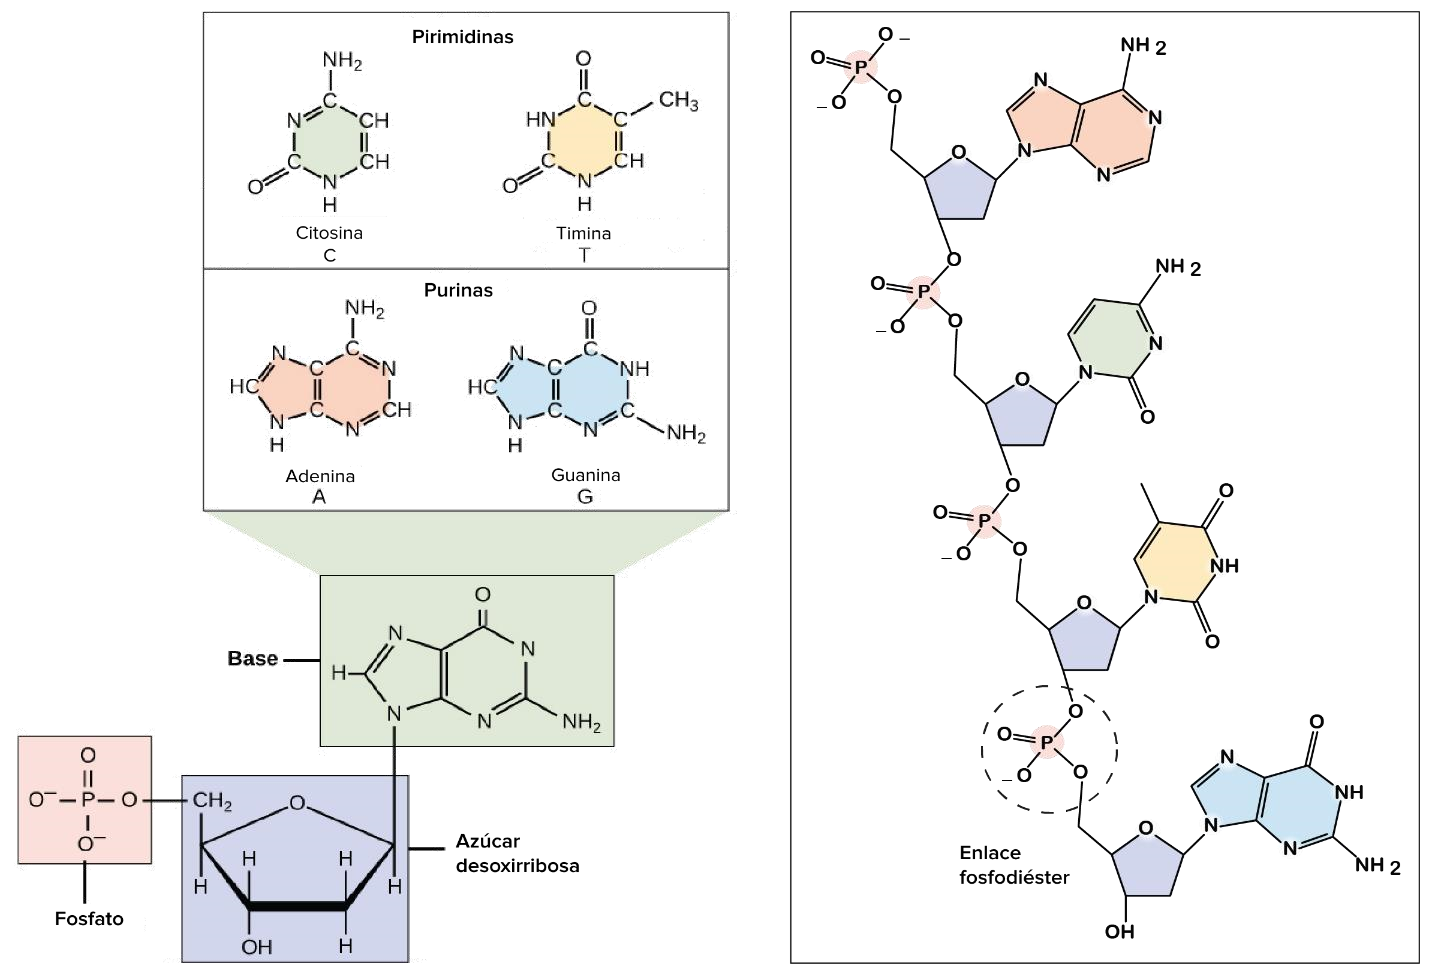 Pirimidinas
NH2
N C CH
C CH
O N
H
Citosina
C
O
CH3
HN C C
C CH
O N
H
Timina
T
Purinas
NH2
N C C N
HC
N C N CH
H
Adenina
A
O
N C C NH
HC
N C N C
H NH2
Guanina
G
Base
O
N N
H
N N NH2
O
O− P O CH2 O
O−
H H H H
OH H
Fosfato
Azúcar
desoxirribosa
O −
O P
− O O
NH 2
N N
O N N
O
O P
− O O
NH 2
N
O N O
O
O P
− O O
O
NH
O N O
O
O P
− O O
O
N NH
O N N NH 2
OH
Enlace
fosfodiéster